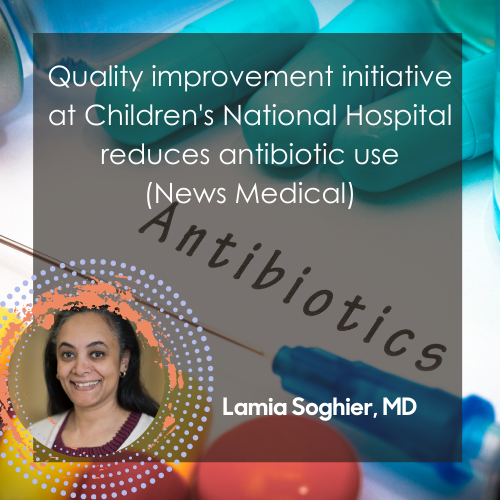 Quality improvement initiative
at Children's National Hospital
reduces antibiotic use
(News Medical)
Antibiotics
Lamia Soghier, MD